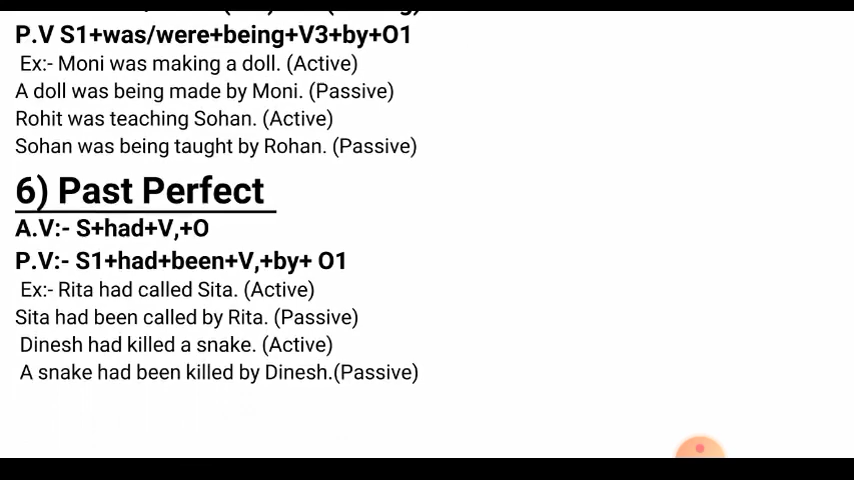 P.V S1+was/were+being+V3+by+O1
Ex:- Moni was making a doll. (Active)
A doll was being made by Moni. (Passive)
Rohit was teaching Sohan. (Active)
Sohan was being taught by Rohan. (Passive)
6) Past Perfect
A.V:- S+had+V,+O
P.V:- S1+had+been+V,+by+ O1
Ex:- Rita had called Sita. (Active)
Sita had been called by Rita. (Passive)
Dinesh had killed a snake. (Active)
A snake had been killed by Dinesh.(Passive)